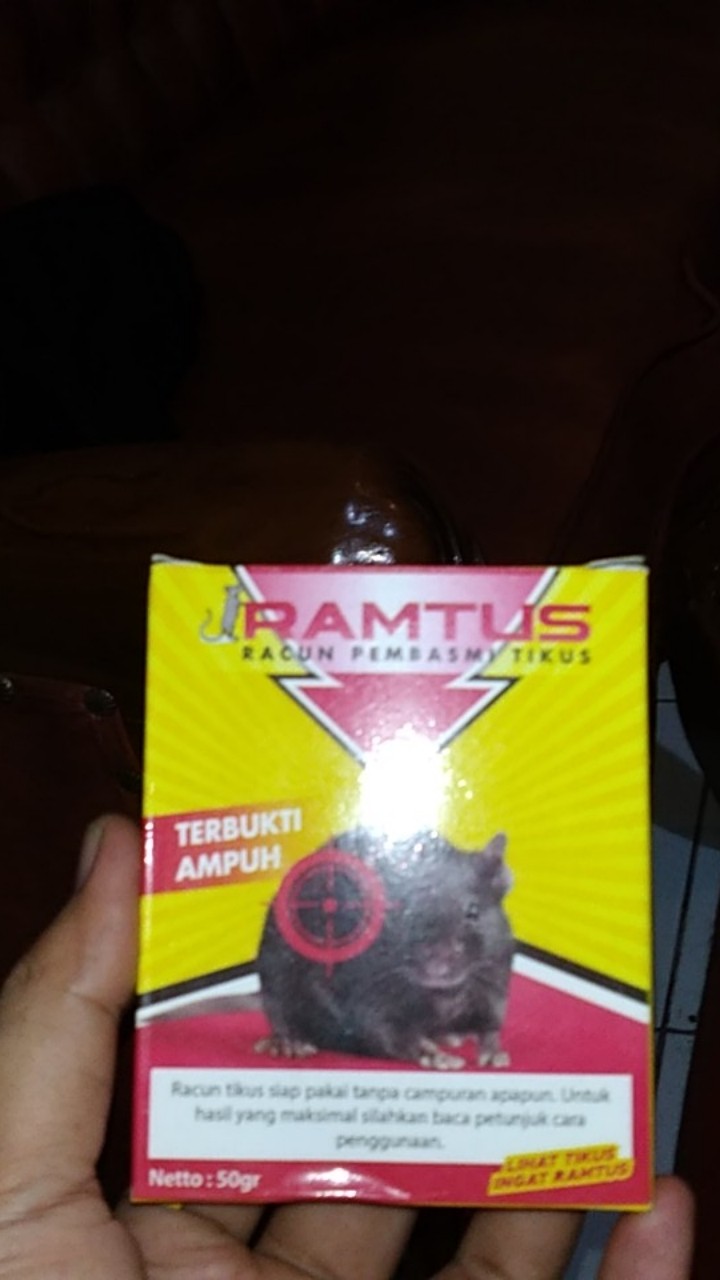 RAMTUS
RACUN PEMBASMI TIKUS
TERBUKTI
AMPUH
Racun tikus siap pakai tanpa campuran apapun. Untuk
hasil yang maksimal silahkan baca petunjuk cara
penggunaan.
LIHAT TIKUS
INGAT RAMTUS
Netto : 50gr